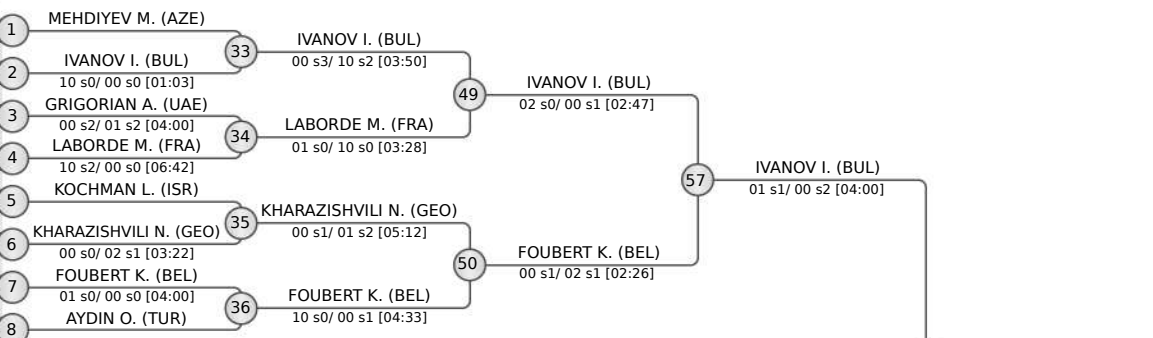 1
MEHDIYEV M. (AZE)
33
IVANOV I. (BUL)
00 s3/ 10 s2 [03:50]
2
IVANOV I. (BUL)
10 s0/ 00 s0 [01:03]
49
IVANOV I. (BUL)
02 s0/ 00 s1 [02:47]
3
GRIGORIAN A. (UAE)
00 s2/ 01 s2 [04:00]
34
LABORDE M. (FRA)
01 s0/ 10 s0 [03:28]
4
LABORDE M. (FRA)
10 s2/ 00 s0 [06:42]
57
IVANOV I. (BUL)
01 s1/ 00 s2 [04:00]
5
KOCHMAN L. (ISR)
35
KHARAZISHVILI N. (GEO)
00 s1/ 01 s2 [05:12]
6
KHARAZISHVILI N. (GEO)
00 s0/ 02 s1 [03:22]
50
FOUBERT K. (BEL)
00 s1/ 02 s1 [02:26]
7
FOUBERT K. (BEL)
01 s0/ 00 s0 [04:00]
36
FOUBERT K. (BEL)
10 s0/ 00 s1 [04:33]
8
AYDIN O. (TUR)